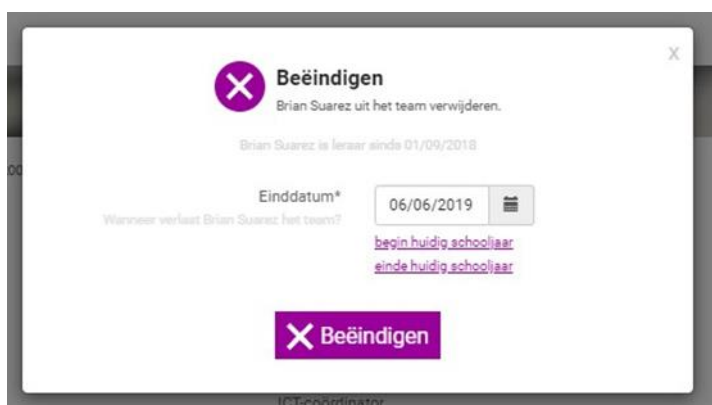 X
Beëindigen
Brian Suarez uit het team verwijderen.
Brian Suarez is leraar sinds 01/09/2018
Einddatum*
06/06/2019
Wanneer verlaat Brian Suarez het team?
begin huidig schooljaar
einde huidig schooljaar
Beëindigen
ICT-coördinator